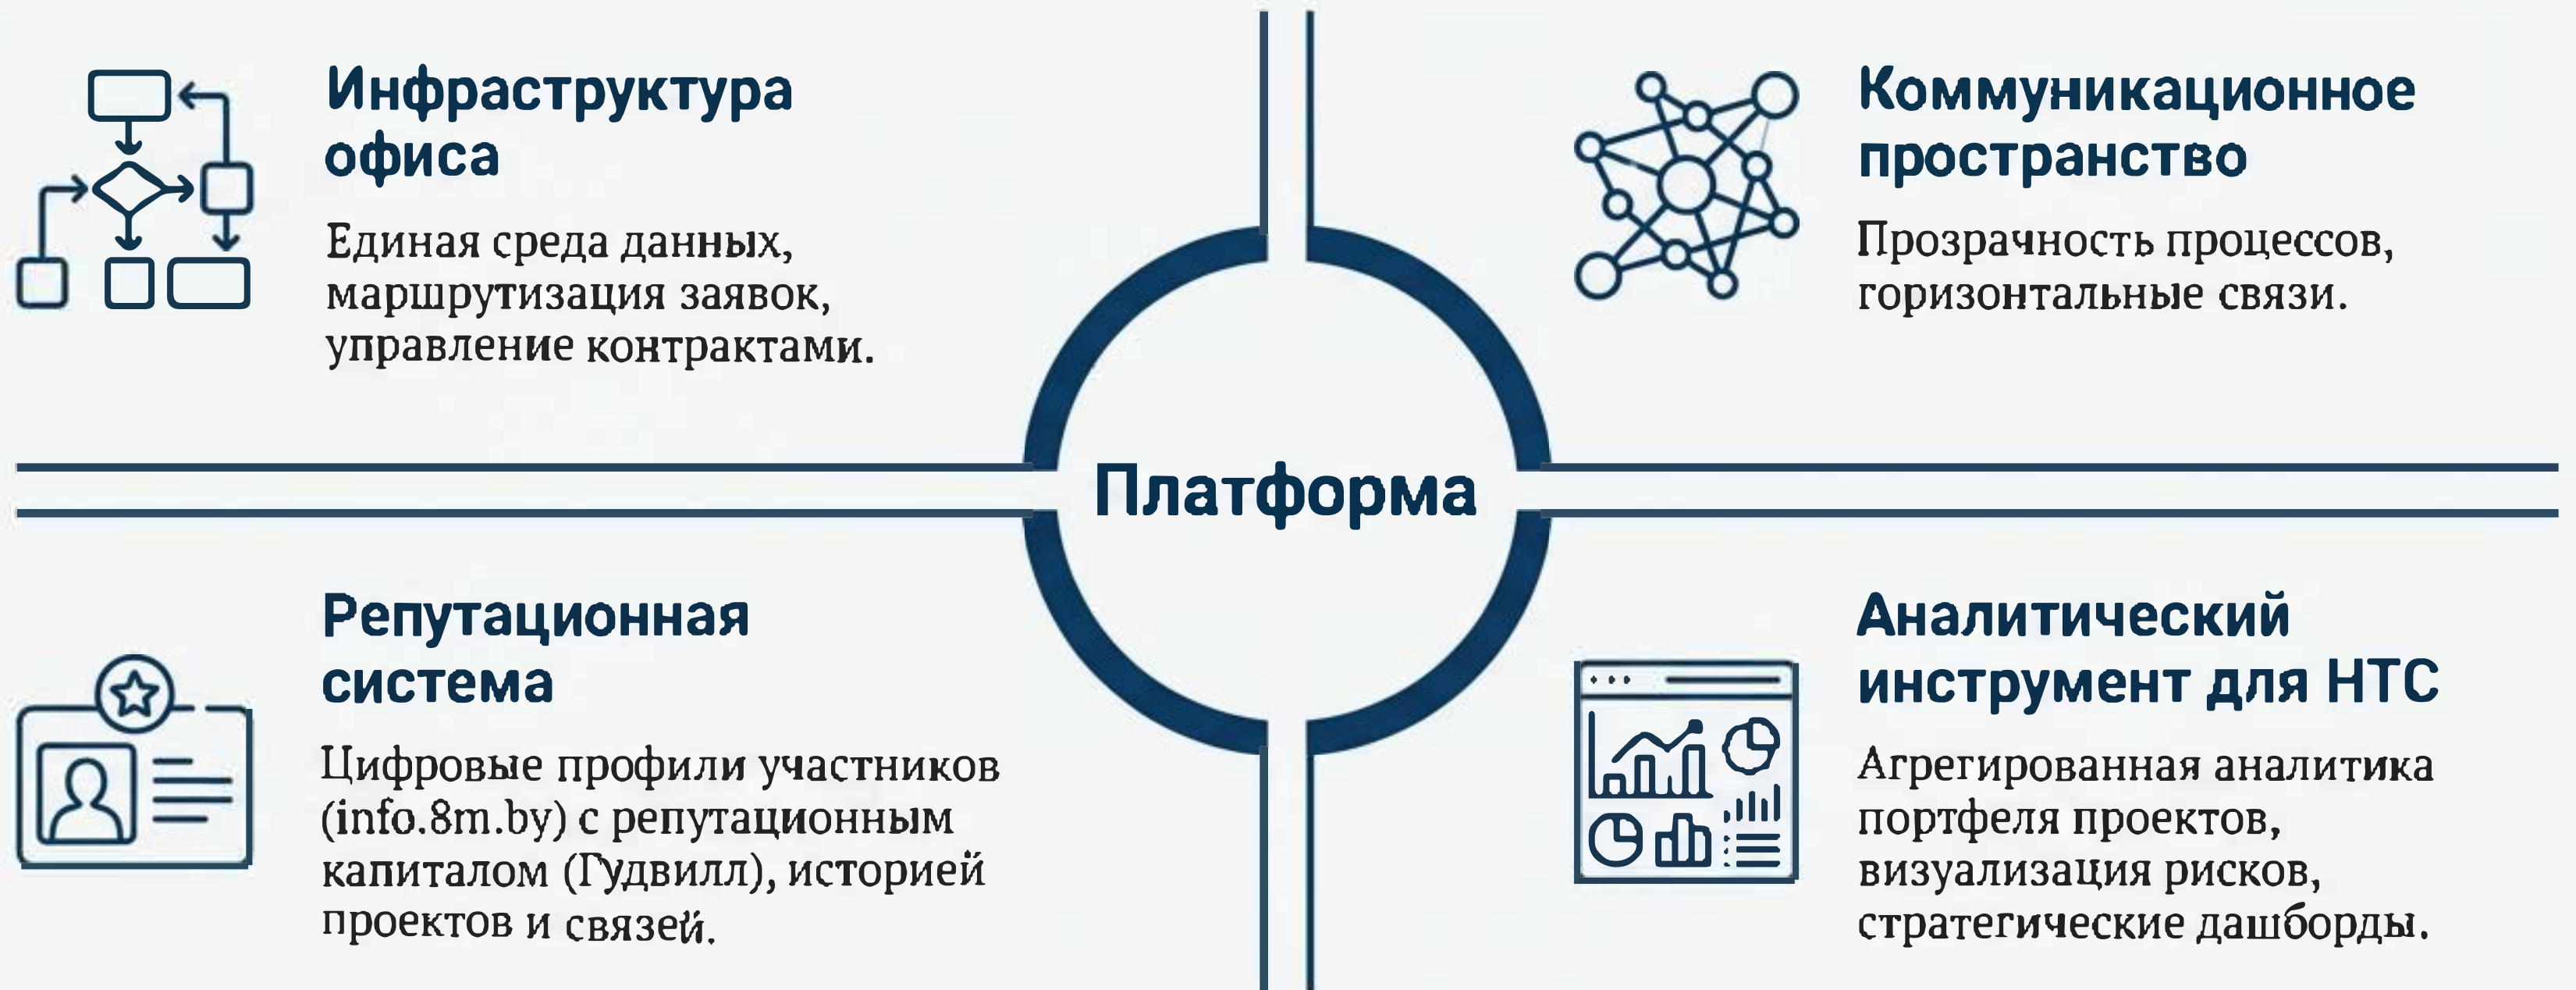 Инфраструктура
офиса
Единая среда данных,
маршрутизация заявок,
управление контрактами.
Коммуникационное
пространство
Прозрачность процессов,
горизонтальные связи.
Платформа
Репутационная
система
Цифровые профили участников
(info.8m.by) с репутационным
капиталом (Гудвилл), историей
проектов и связей.
Аналитический
инструмент для НТС
Агрегированная аналитика
портфеля проектов,
визуализация рисков,
стратегические дашборды.